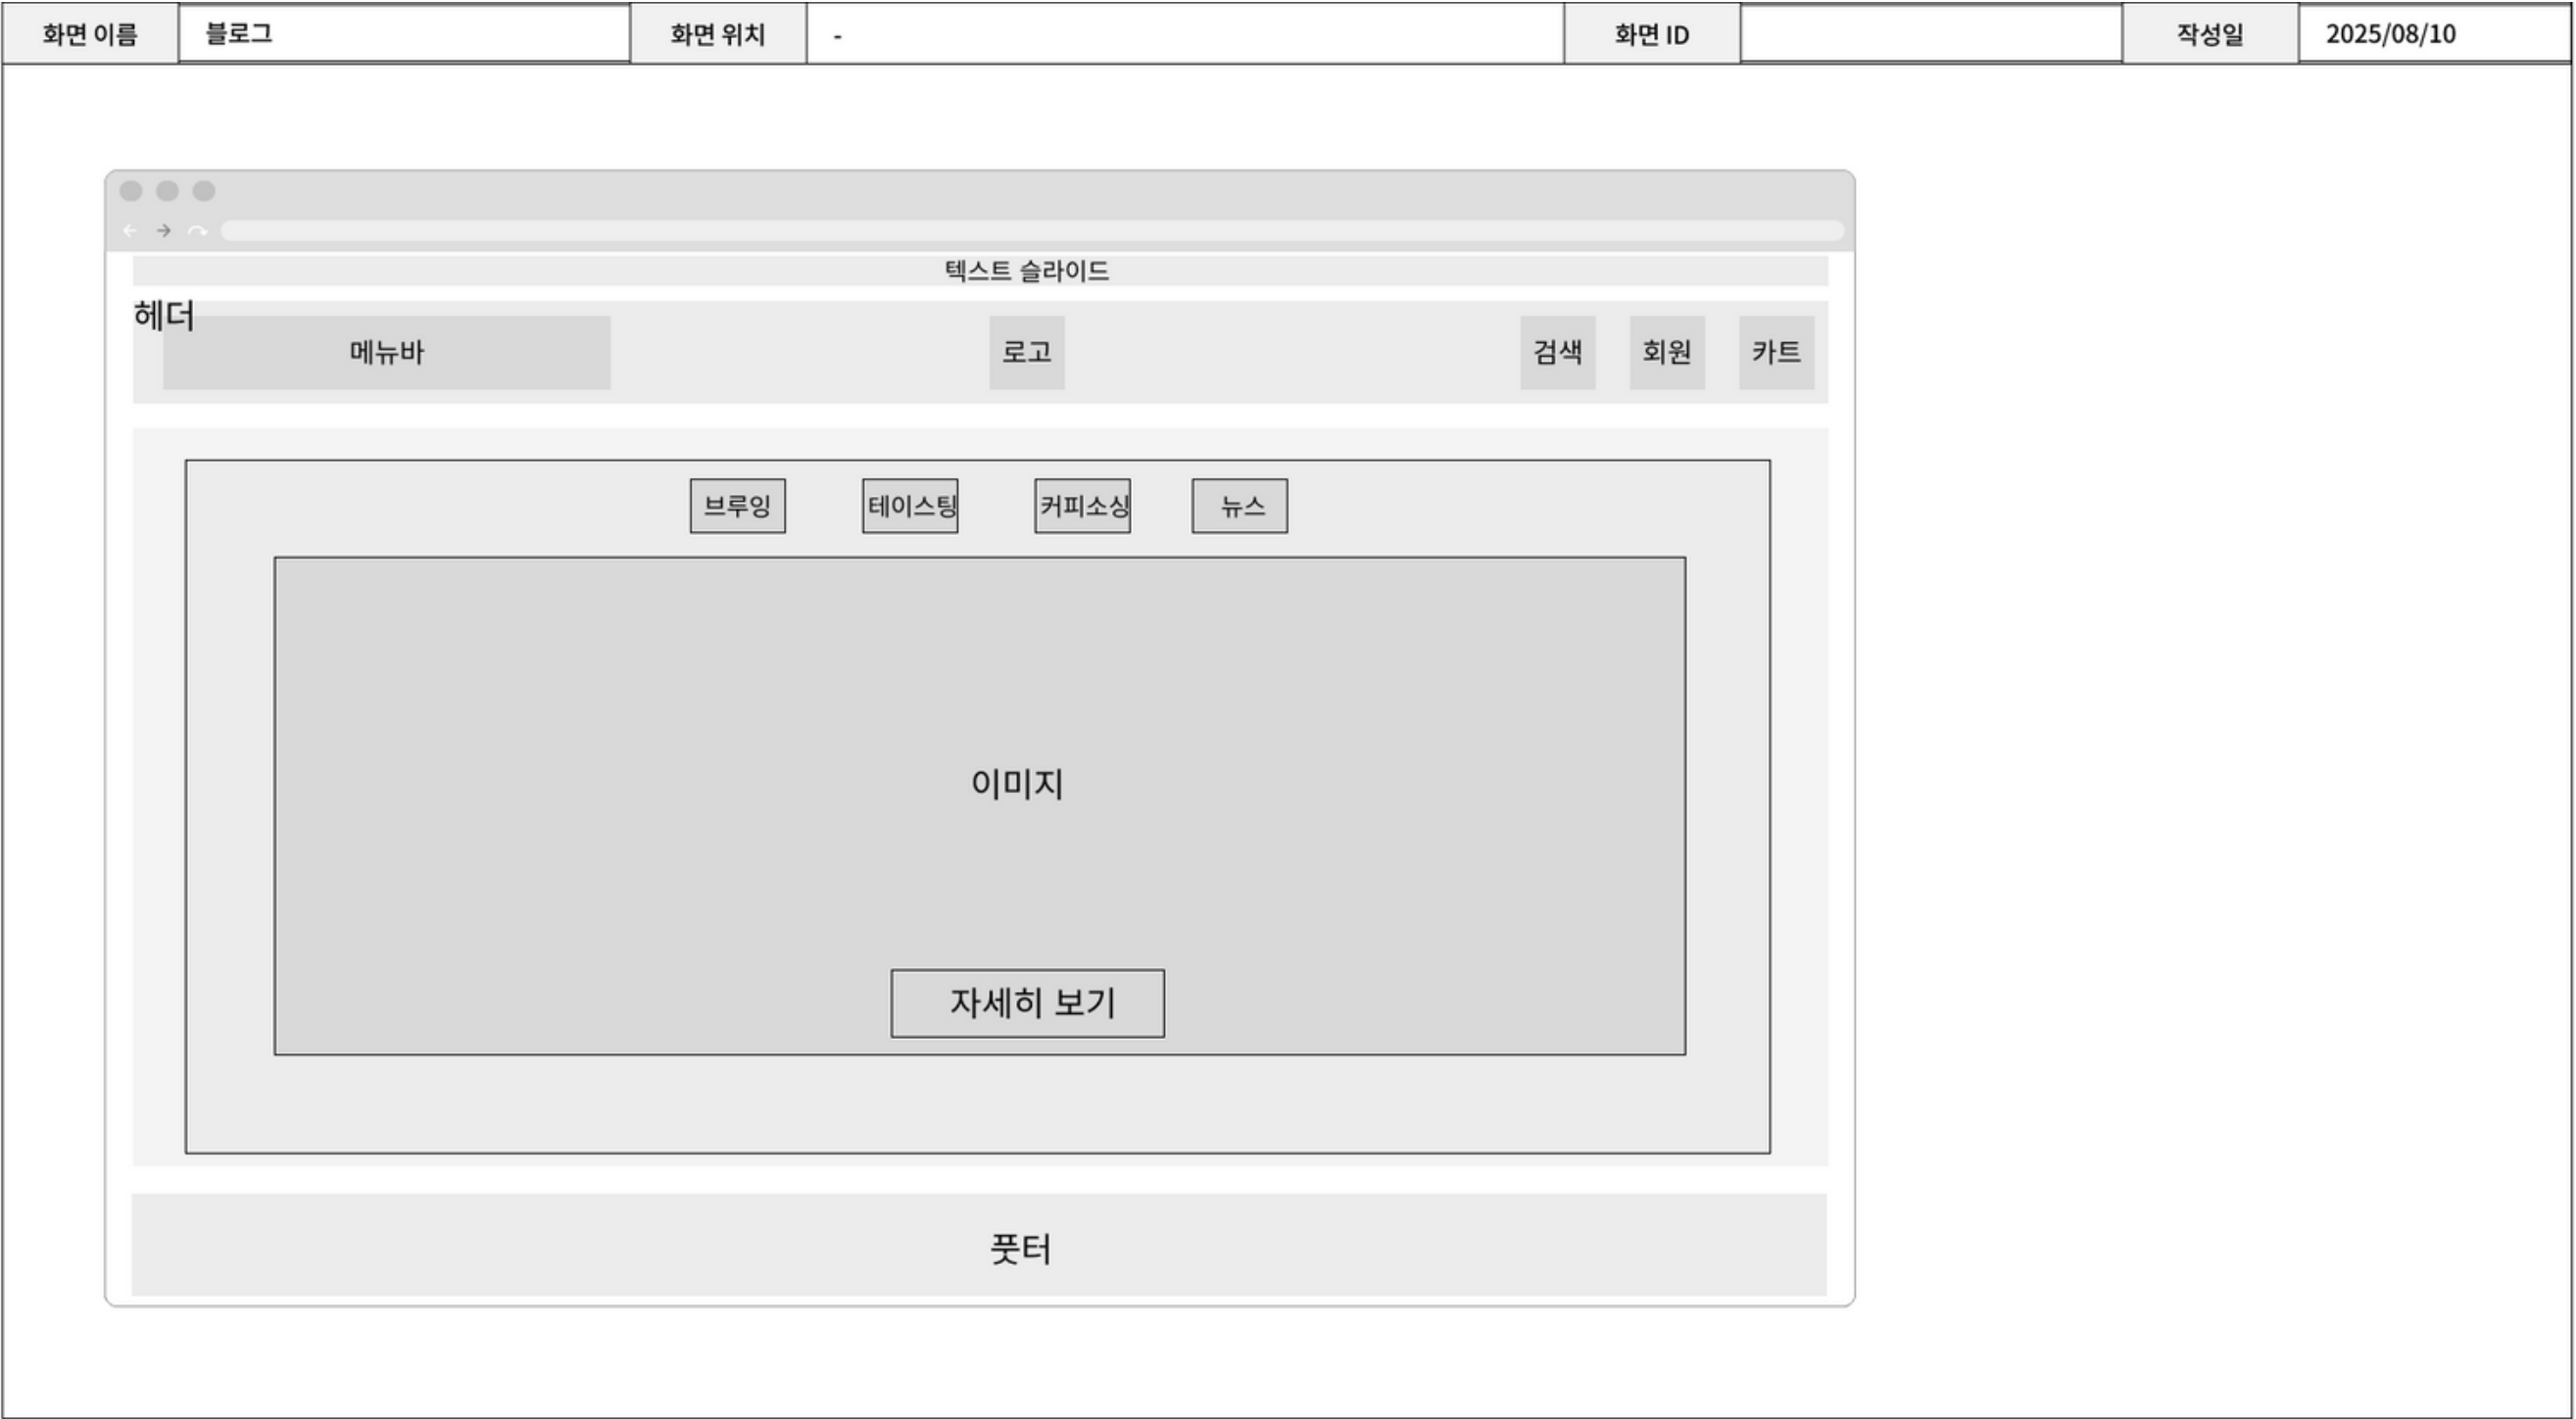 화면 이름 블로그 화면 위치 - 화면 ID 작성일 2025/08/10
텍스트 슬라이드
헤더
메뉴바 로고 검색 회원 카트
브루잉 테이스팅 커피소싱 뉴스
이미지
자세히 보기
풋터